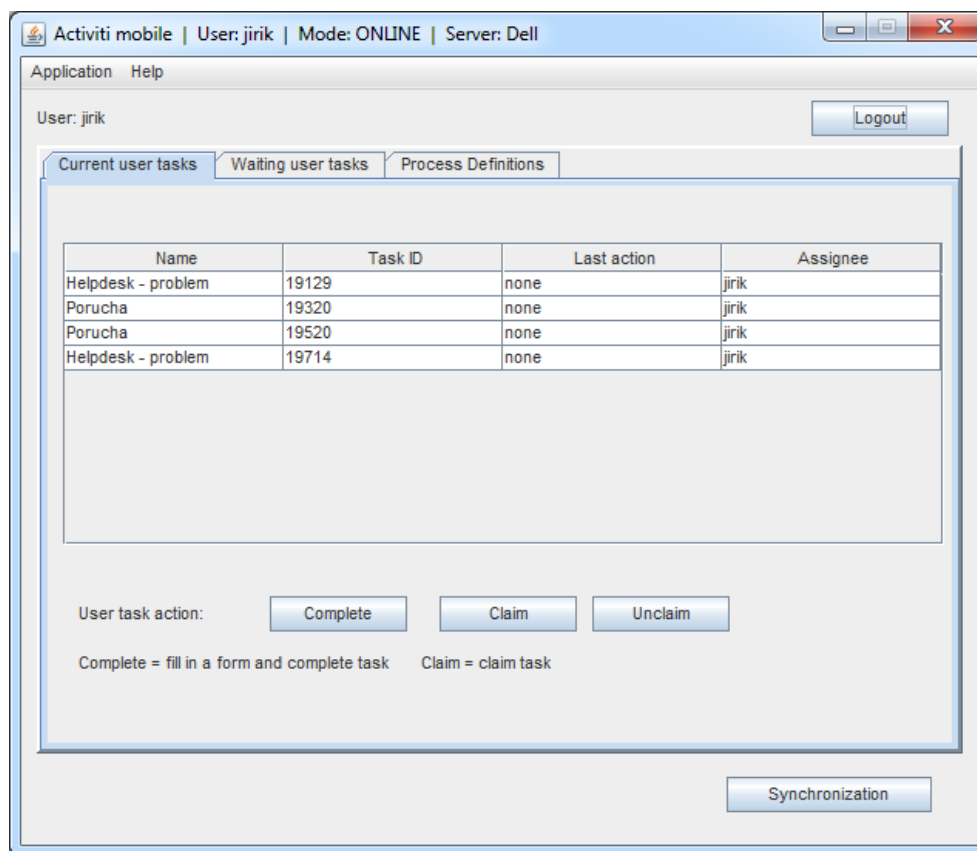 Activiti mobile | User: jirik | Mode: ONLINE | Server: Dell
Application Help
User: jirik Logout
Current user tasks Waiting user tasks Process Definitions
Name Task ID Last action Assignee
Helpdesk - problem 19129 none jirik
Porucha 19320 none jirik
Porucha 19520 none jirik
Helpdesk - problem 19714 none jirik
User task action: Complete Claim Unclaim
Complete = fill in a form and complete task Claim = claim task
Synchronization